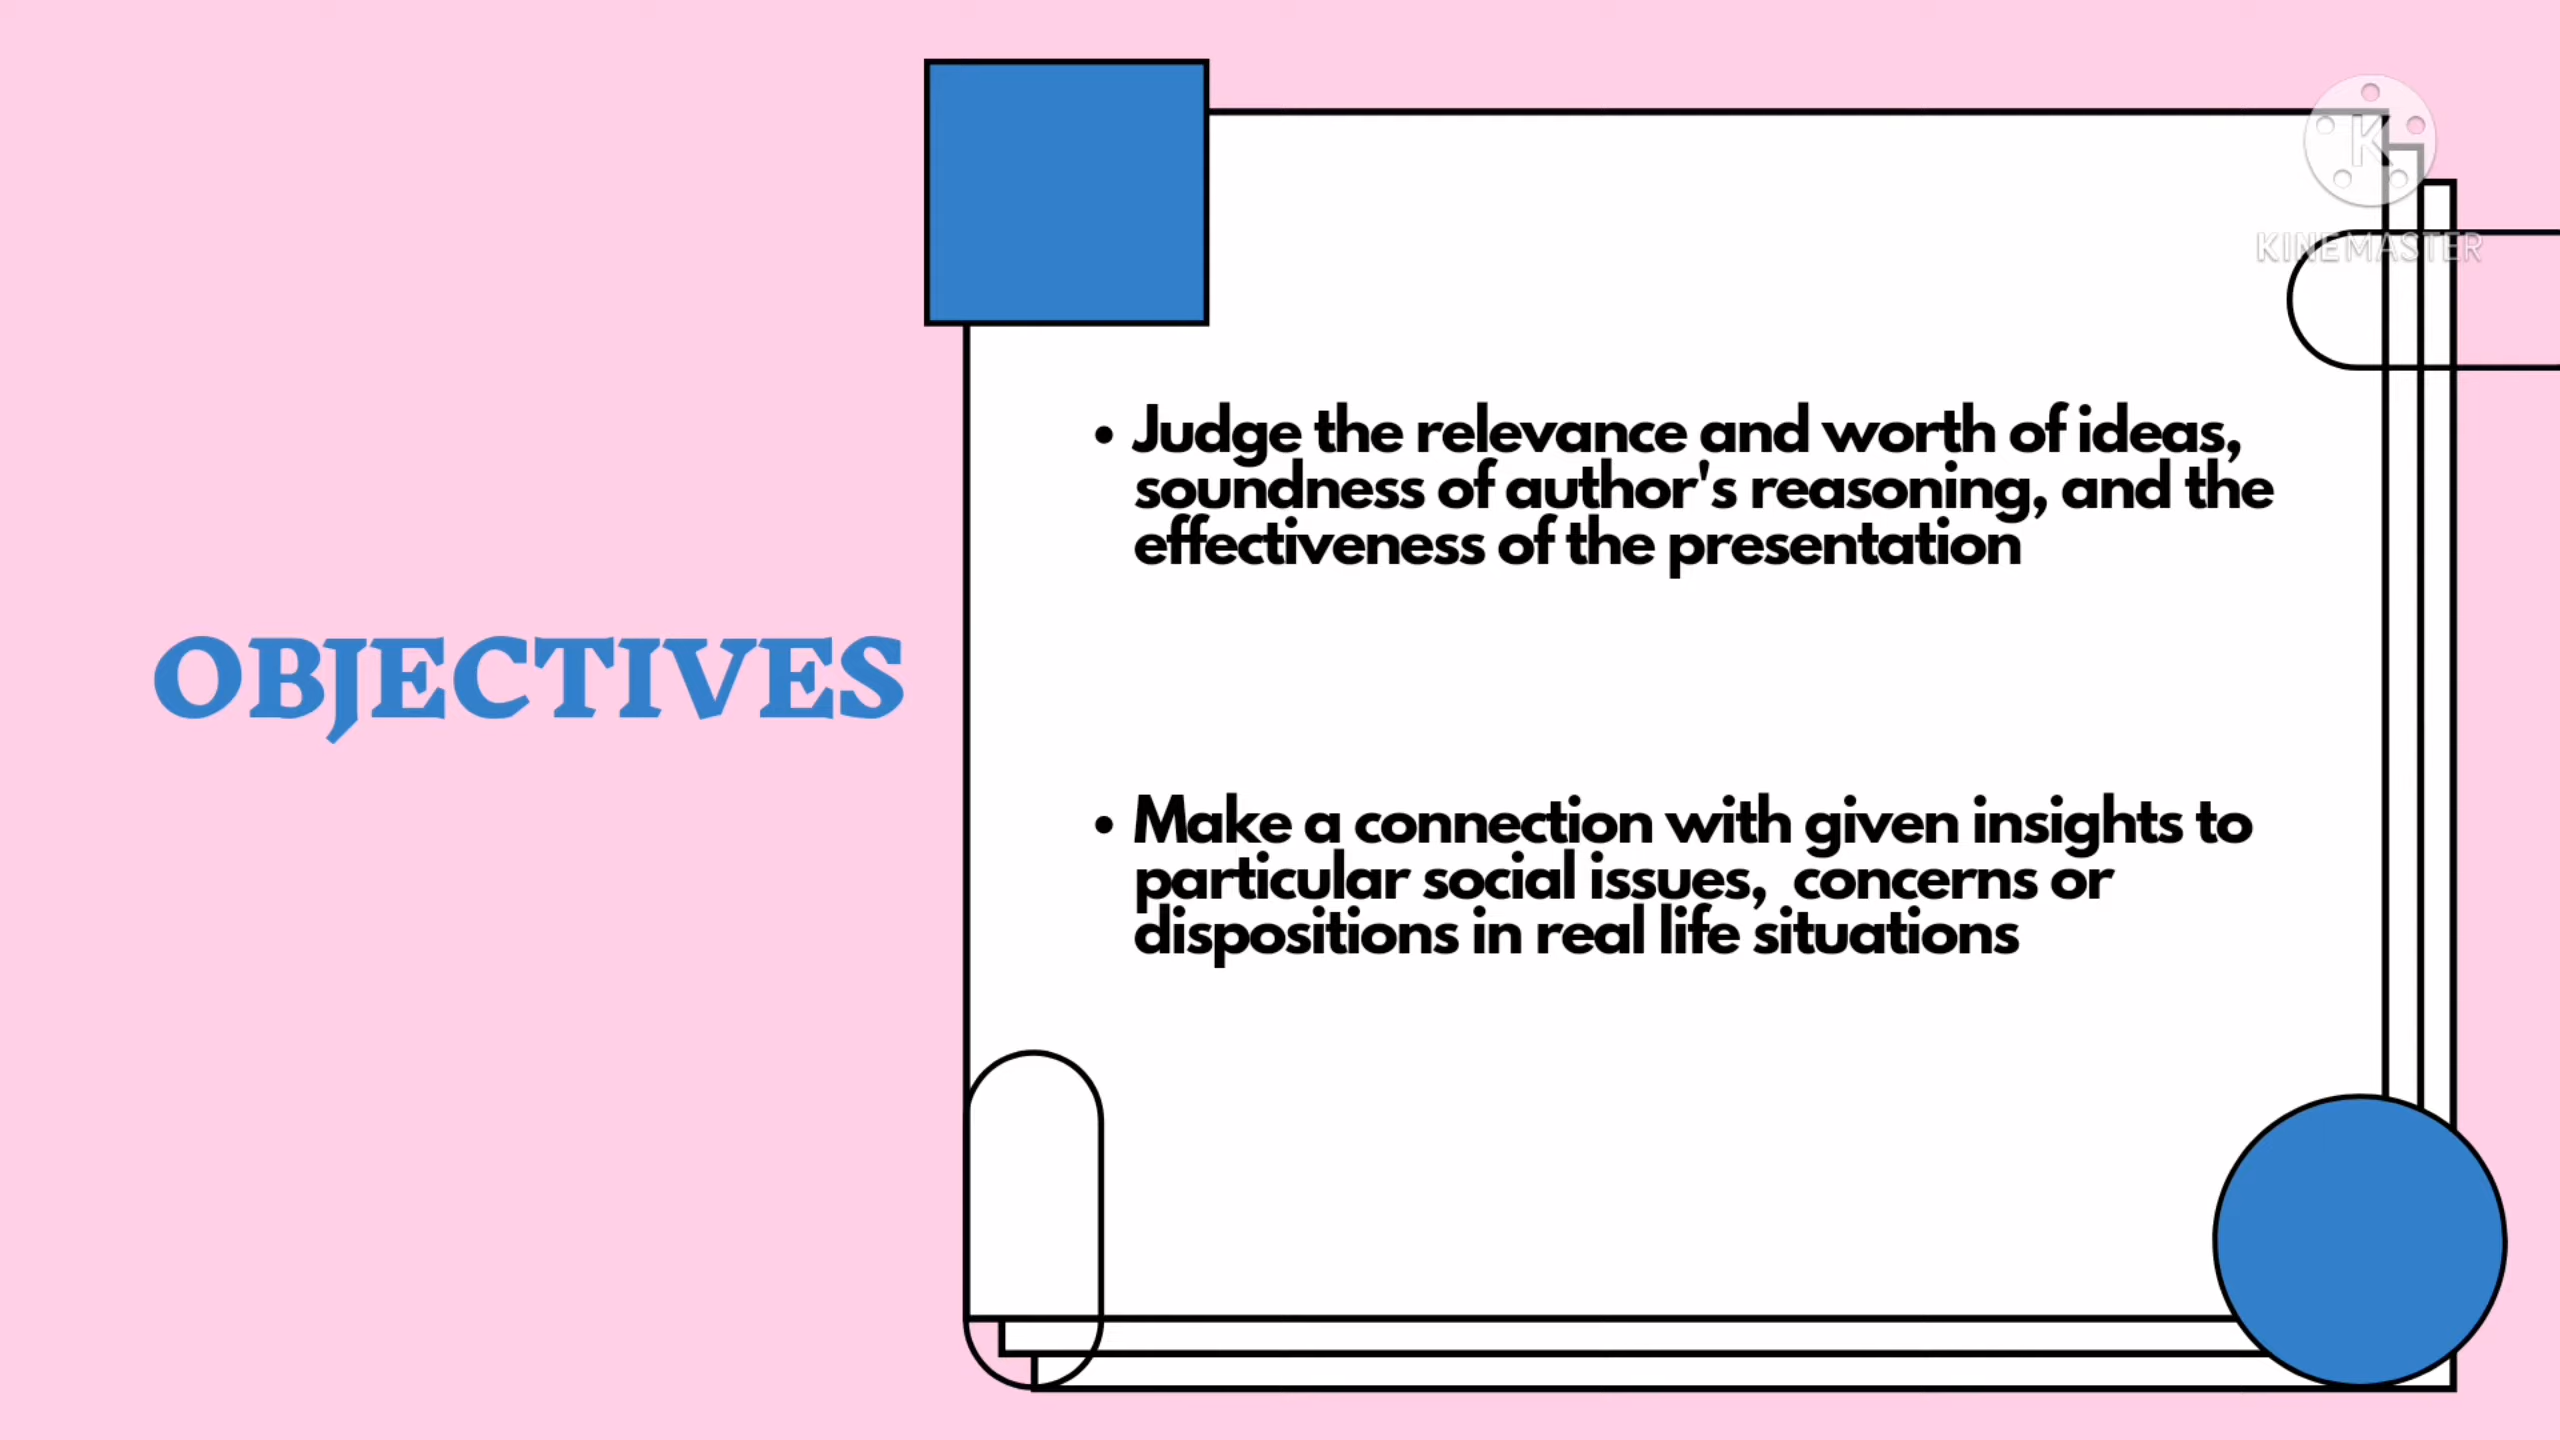 OBJECTIVES
• Judge the relevance and worth of ideas,
soundness of author's reasoning, and the
effectiveness of the presentation
• Make a connection with given insights to
particular social issues,  concerns or
dispositions in real life situations
K
KINEMASTER